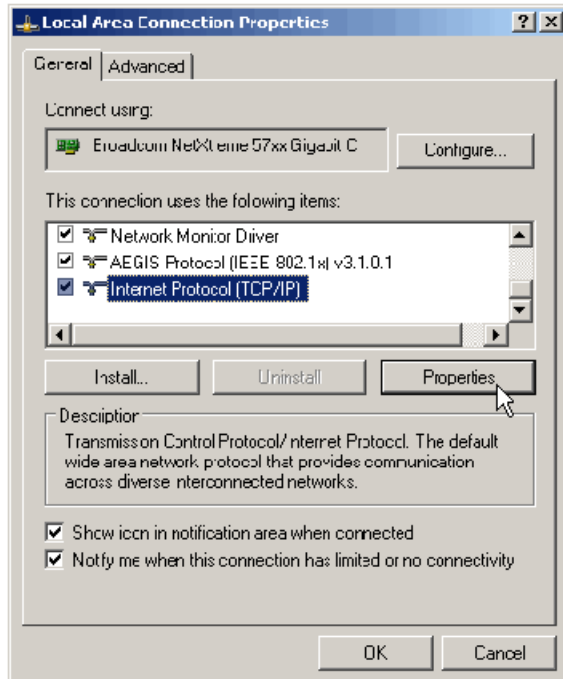 Local Area Connection Properties
General Advanced
Connect using:
Broadcom NetXtreme 57xx Gigabit C
Configure...
This connection uses the following items:
Network Monitor Driver
AEGIS Protocol (IEEE 802.1x) v3.1.0.1
Internet Protocol (TCP/IP)
Install... Uninstall Properties
Description
Transmission Control Protocol/Internet Protocol. The default
wide area network protocol that provides communication
across diverse interconnected networks.
Show icon in notification area when connected
Notify me when this connection has limited or no connectivity
OK Cancel